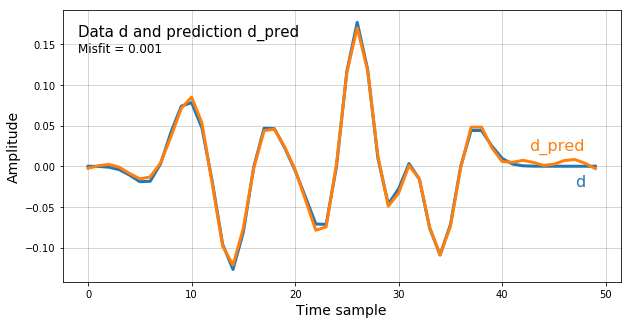 Data d and prediction d_pred
Misfit = 0.001
0.15
0.10
0.05
0.00
−0.05
−0.10
Amplitude
d_pred
d
0
10
20
30
40
50
Time sample